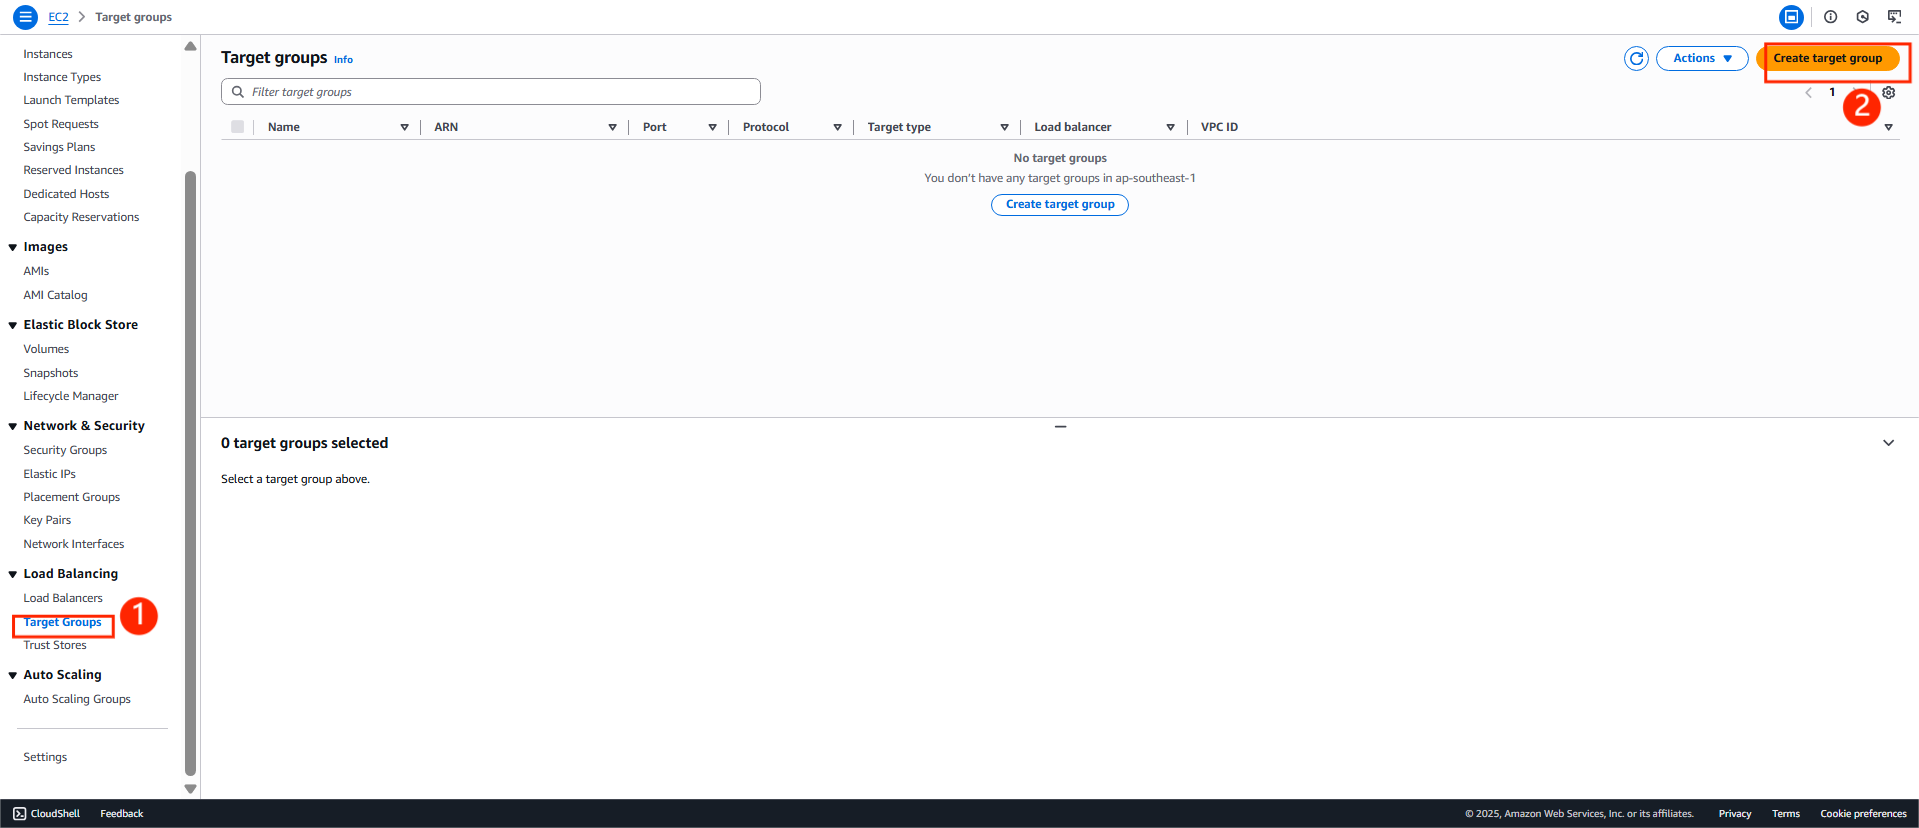 EC2 > Target groups
Instances
Instance Types
Launch Templates
Spot Requests
Savings Plans
Reserved Instances
Dedicated Hosts
Capacity Reservations
Images
AMIs
AMI Catalog
Elastic Block Store
Volumes
Snapshots
Lifecycle Manager
Network & Security
Security Groups
Elastic IPs
Placement Groups
Key Pairs
Network Interfaces
Load Balancing
Load Balancers
Target Groups
1
Trust Stores
Auto Scaling
Auto Scaling Groups
Settings
Target groups Info
Actions
Create target group
Filter target groups
1
2
Name ARN Port Protocol Target type Load balancer VPC ID
No target groups
You don't have any target groups in ap-southeast-1
Create target group
0 target groups selected
Select a target group above.
CloudShell Feedback
© 2025, Amazon Web Services, Inc. or its affiliates. Privacy Terms Cookie preferences